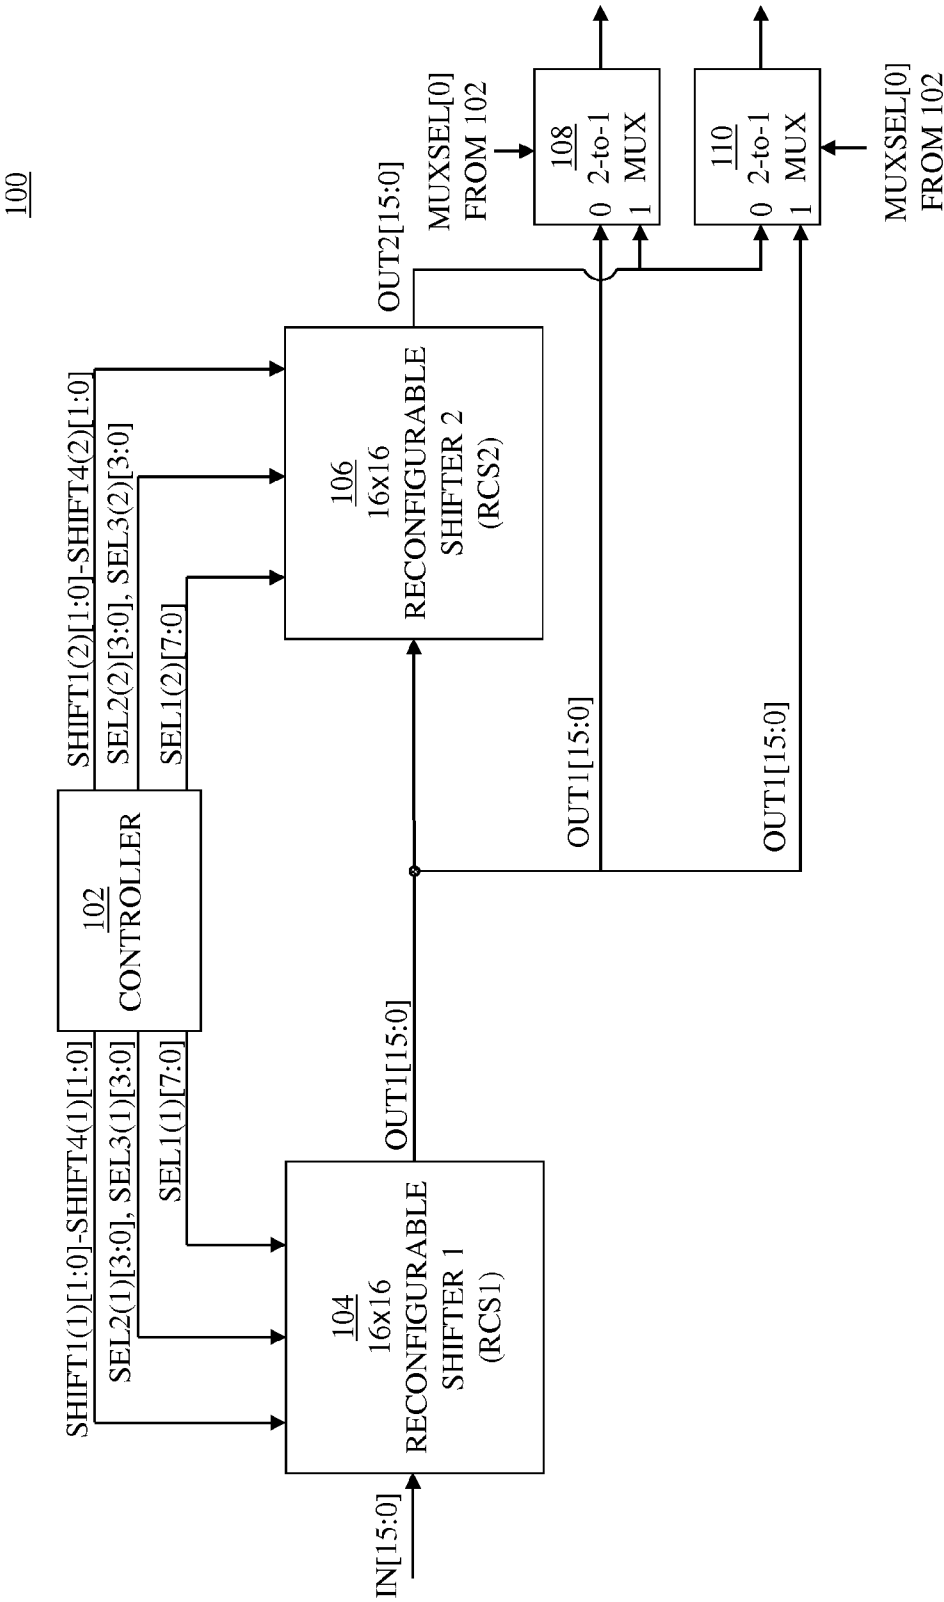 100
SHIFT1(1)[1:0]-SHIFT4(1)[1:0]
SEL2(1)[3:0], SEL3(1)[3:0]
SEL1(1)[7:0]
102
CONTROLLER
SHIFT1(2)[1:0]-SHIFT4(2)[1:0]
SEL2(2)[3:0], SEL3(2)[3:0]
SEL1(2)[7:0]
IN[15:0]
104
16x16
RECONFIGURABLE
SHIFTER 1
(RCS1)
OUT1[15:0]
106
16x16
RECONFIGURABLE
SHIFTER 2
(RCS2)
OUT2[15:0]
OUT1[15:0]
OUT1[15:0]
MUXSEL[0]
FROM 102
108
0 2-to-1
1 MUX
110
0 2-to-1
1 MUX
MUXSEL[0]
FROM 102